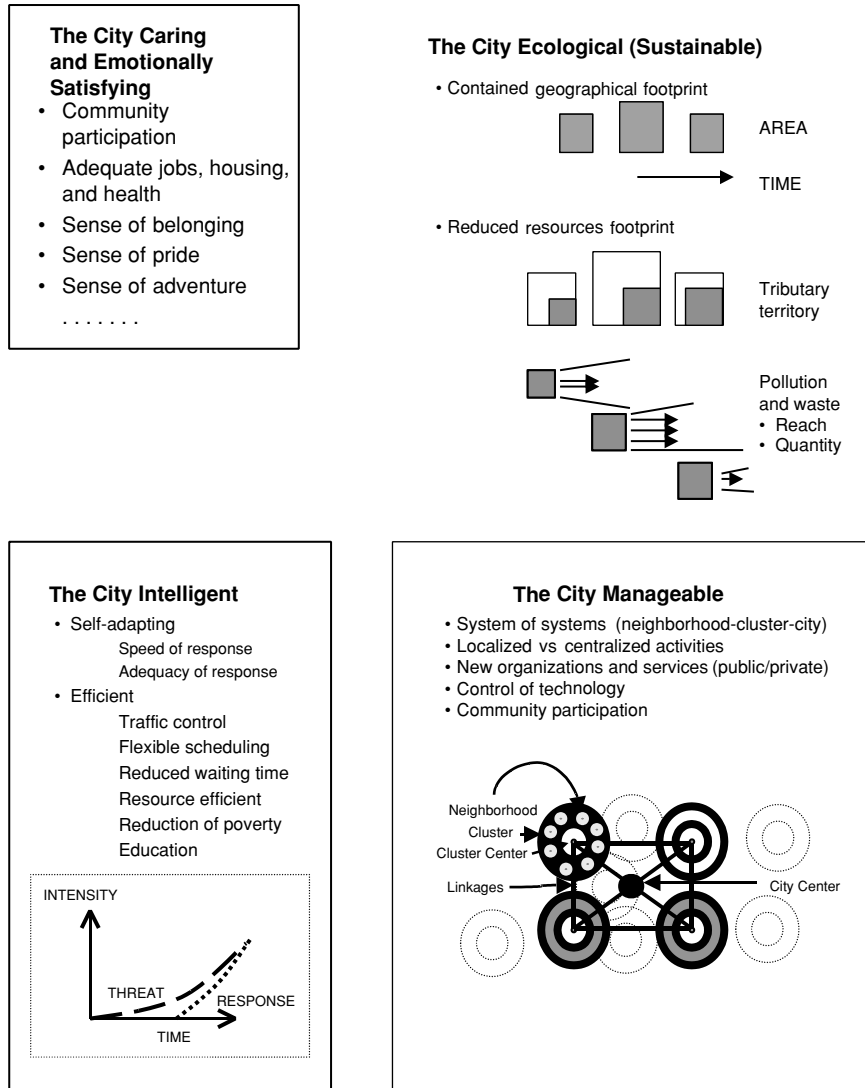 The City Caring
and Emotionally
Satisfying
• Community
participation
• Adequate jobs, housing,
and health
• Sense of belonging
• Sense of pride
• Sense of adventure
. . . . . . .
The City Ecological (Sustainable)
• Contained geographical footprint
AREA
TIME
• Reduced resources footprint
Tributary
territory
Pollution
and waste
• Reach
• Quantity
The City Intelligent
• Self-adapting
Speed of response
Adequacy of response
• Efficient
Traffic control
Flexible scheduling
Reduced waiting time
Resource efficient
Reduction of poverty
Education
INTENSITY
THREAT
RESPONSE
TIME
The City Manageable
• System of systems (neighborhood-cluster-city)
• Localized vs centralized activities
• New organizations and services (public/private)
• Control of technology
• Community participation
Neighborhood
Cluster
Cluster Center
Linkages
City Center